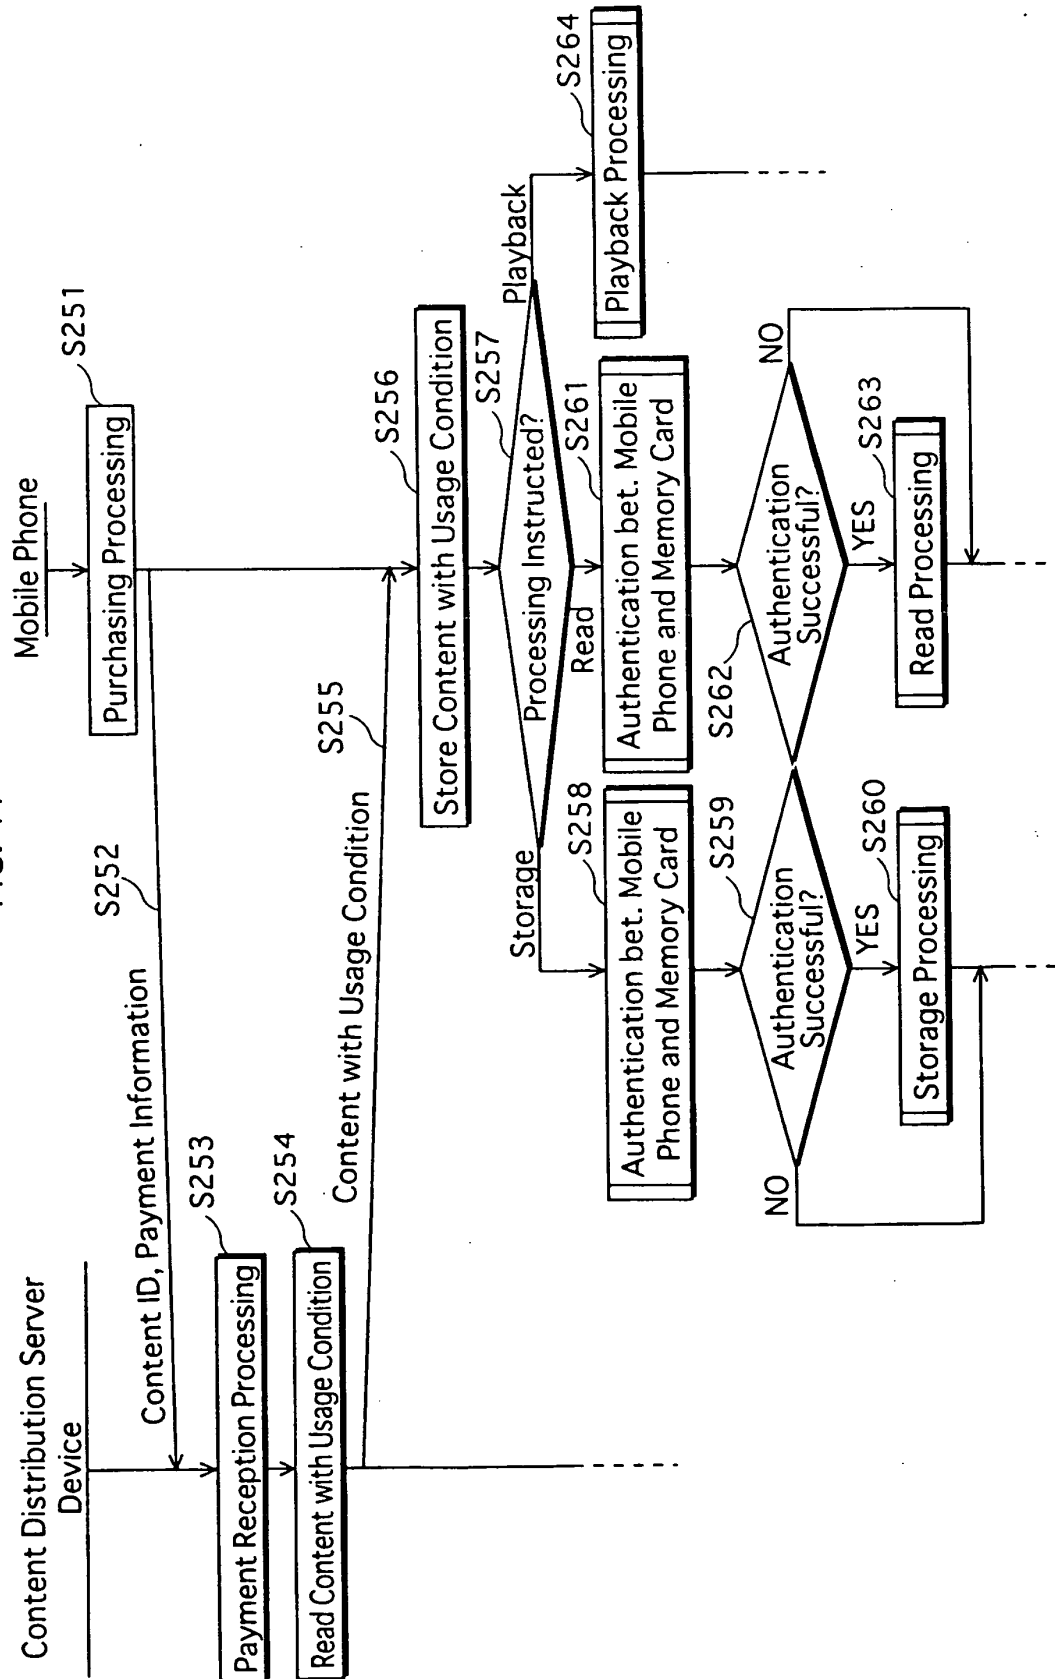 Content Distribution Server
Device
Mobile Phone
S251
Purchasing Processing
S252
Content ID, Payment Information
S253
Payment Reception Processing
S254
Read Content with Usage Condition
S255
Content with Usage Condition
S256
Store Content with Usage Condition
S257
Processing Instructed?
Storage
Read
Playback
S258
Authentication bet. Mobile
Phone and Memory Card
S261
Authentication bet. Mobile
Phone and Memory Card
S264
Playback Processing
S259
Authentication
Successful?
NO
YES
S262
Authentication
Successful?
NO
YES
S260
Storage Processing
S263
Read Processing